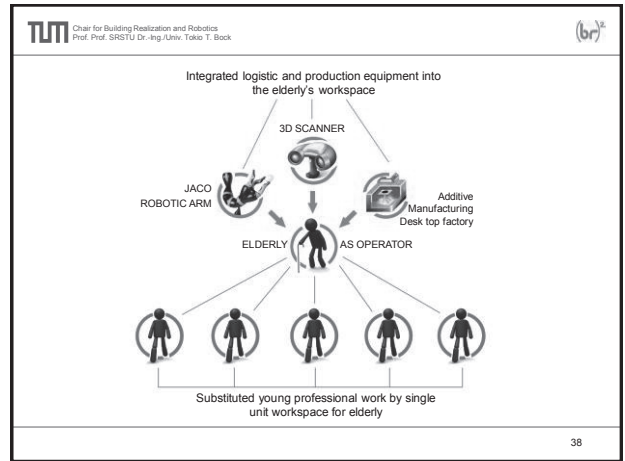 TUM
Chair for Building Realization and Robotics
Prof. Prof. SRSTU Dr.-Ing./Univ. Tokio T. Bock
(br)²
Integrated logistic and production equipment into
the elderly's workspace
3D SCANNER
JACO
ROBOTIC ARM
Additive
Manufacturing
Desk top factory
ELDERLY
AS OPERATOR
Substituted young professional work by single
unit workspace for elderly
38